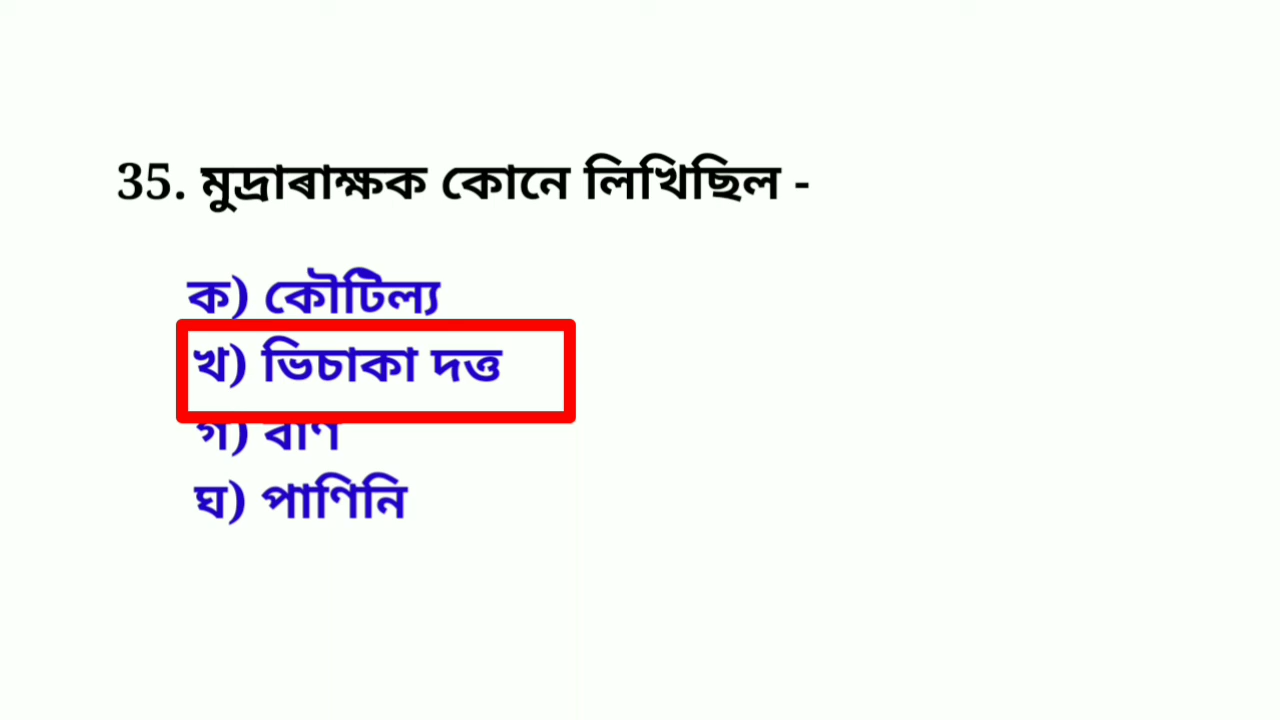 35. মুদ্ৰাৰাক্ষক কোনে লিখিছিল -
ক) কৌটিল্য
খ) ভিচাকা দত্ত
গ) বাণ
ঘ) পাণিনি